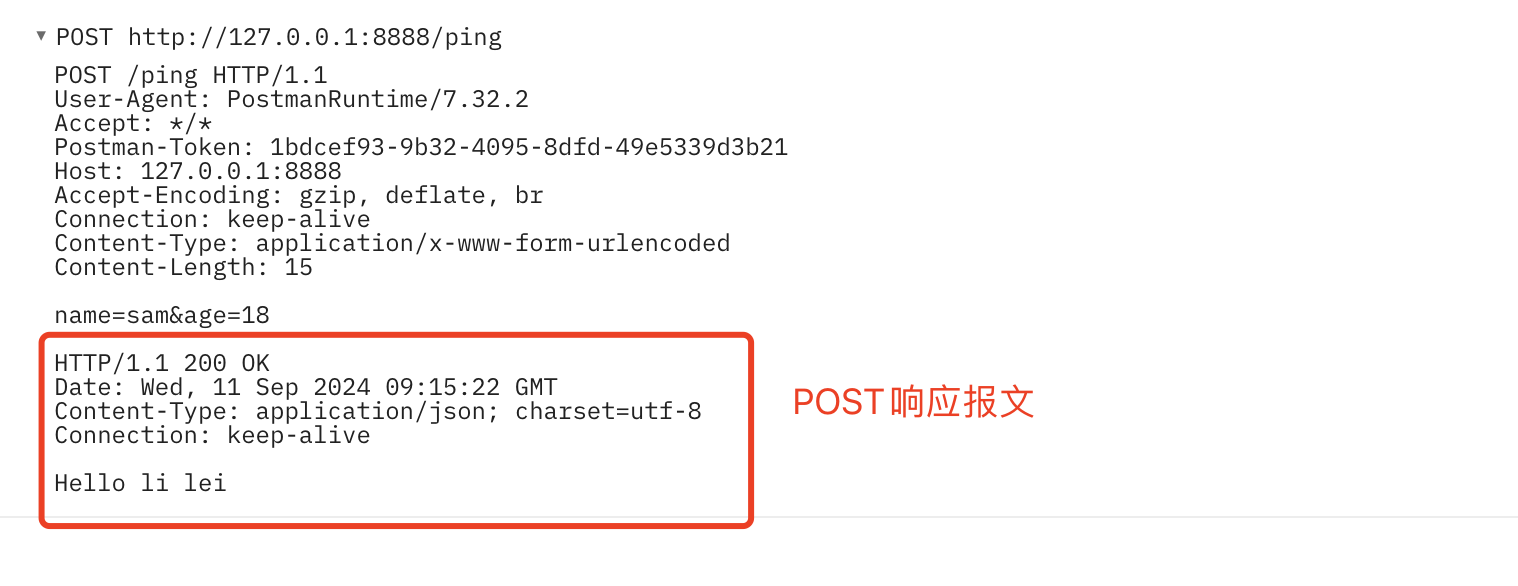 POST http://127.0.0.1:8888/ping
POST /ping HTTP/1.1
User-Agent: PostmanRuntime/7.32.2
Accept: */*
Postman-Token: 1bdcef93-9b32-4095-8dfd-49e5339d3b21
Host: 127.0.0.1:8888
Accept-Encoding: gzip, deflate, br
Connection: keep-alive
Content-Type: application/x-www-form-urlencoded
Content-Length: 15
name=sam&age=18
HTTP/1.1 200 OK
Date: Wed, 11 Sep 2024 09:15:22 GMT
Content-Type: application/json; charset=utf-8
Connection: keep-alive
Hello li lei
POST响应报文